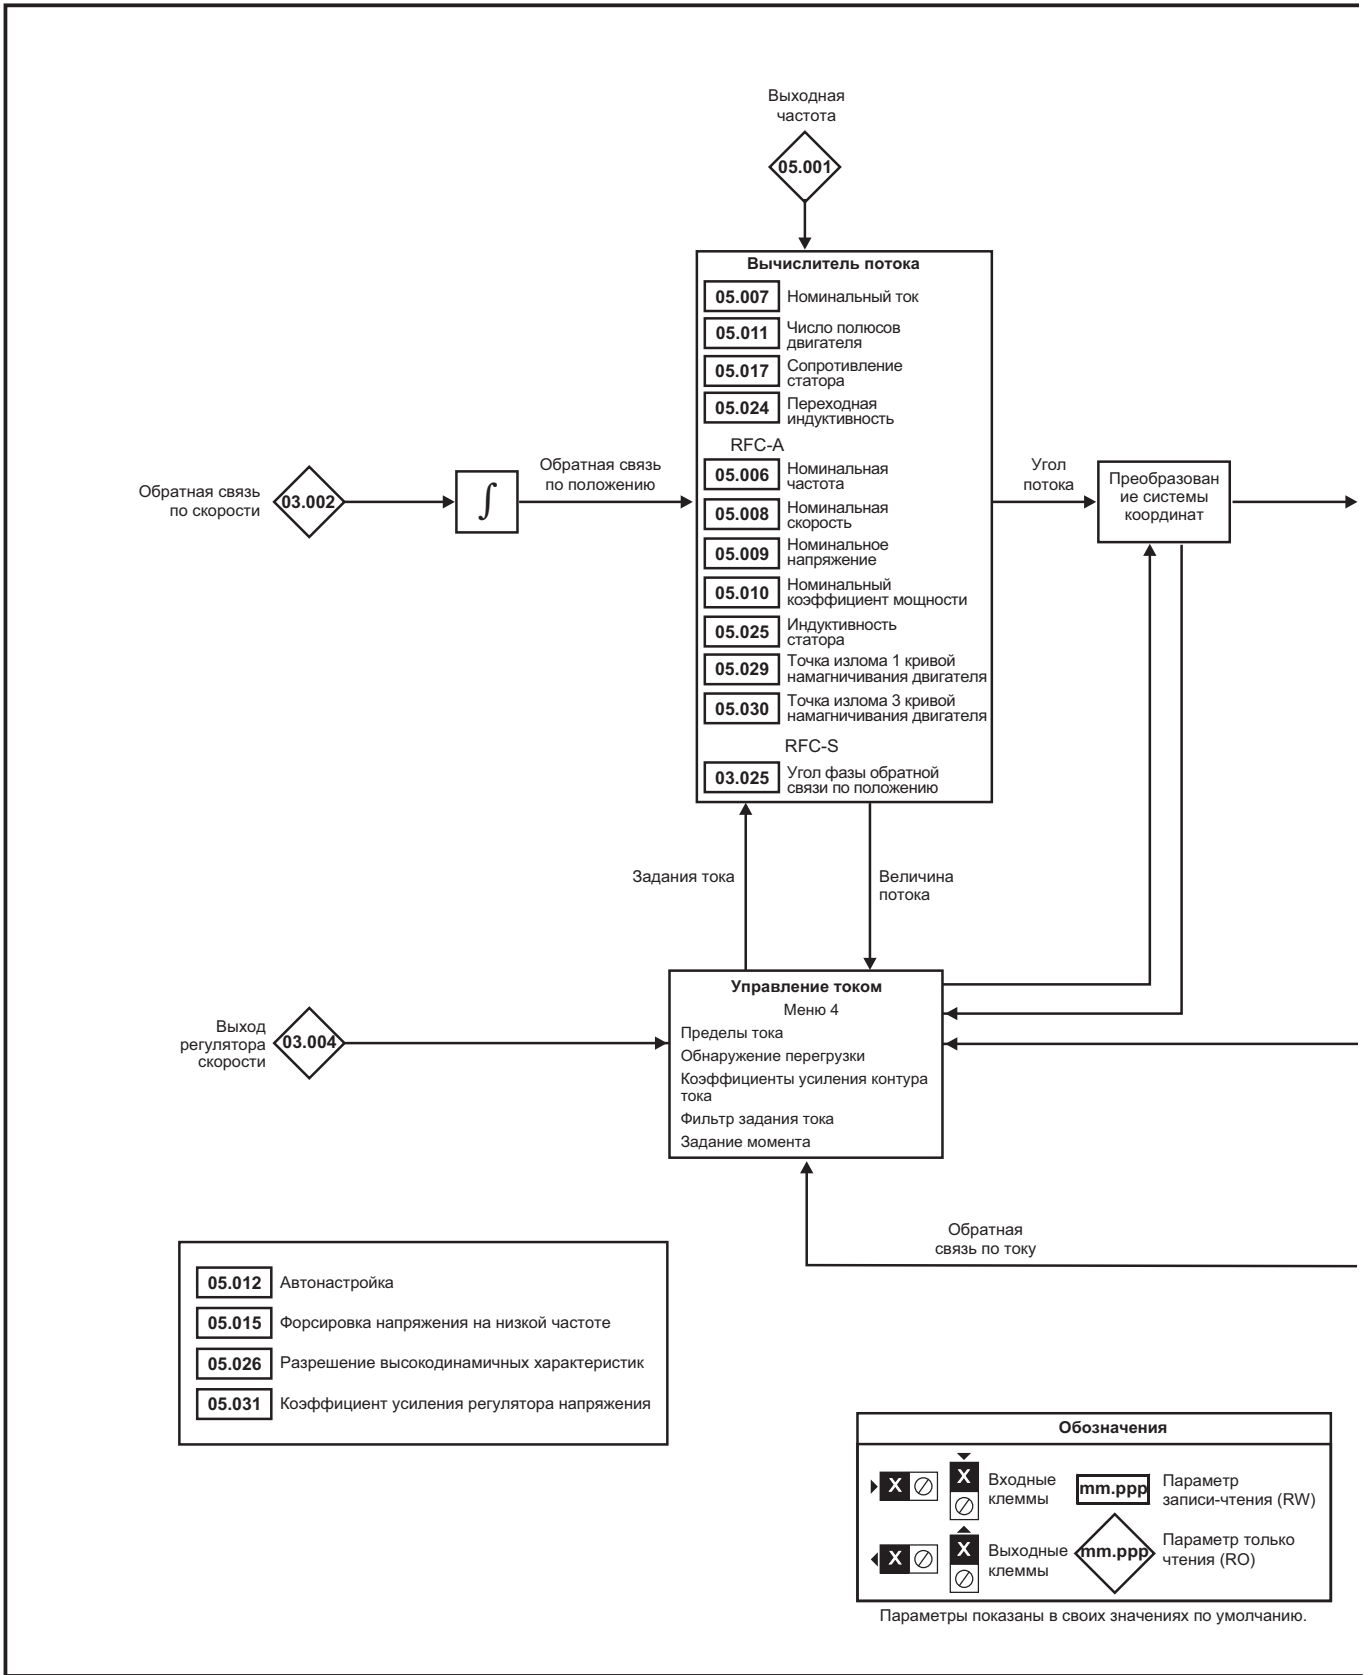 Выходная
частота
05.001
Вычислитель потока
05.007 Номинальный ток
05.011 Число полюсов
двигателя
05.017 Сопротивление
статора
05.024 Переходная
индуктивность
RFC-A
05.006 Номинальная
частота
05.008 Номинальная
скорость
05.009 Номинальное
напряжение
05.010 Номинальный
коэффициент мощности
05.025 Индуктивность
статора
05.029 Точка излома 1 кривой
намагничивания двигателя
05.030 Точка излома 3 кривой
намагничивания двигателя
RFC-S
03.025 Угол фазы обратной
связи по положению
Обратная связь
по скорости
03.002
∫
Обратная связь
по положению
Угол
потока
Преобразован
ие системы
координат
Задания тока
Величина
потока
Выход
регулятора
скорости
03.004
Управление током
Меню 4
Пределы тока
Обнаружение перегрузки
Коэффициенты усиления контура
тока
Фильтр задания тока
Задание момента
Обратная
связь по току
05.012 Автонастройка
05.015 Форсировка напряжения на низкой частоте
05.026 Разрешение высокодинамичных характеристик
05.031 Коэффициент усиления регулятора напряжения
Обозначения
X X Входные
клеммы
mm.ppp Параметр
записи-чтения (RW)
X X Выходные
клеммы
mm.ppp Параметр только
чтения (RO)
Параметры показаны в своих значениях по умолчанию.